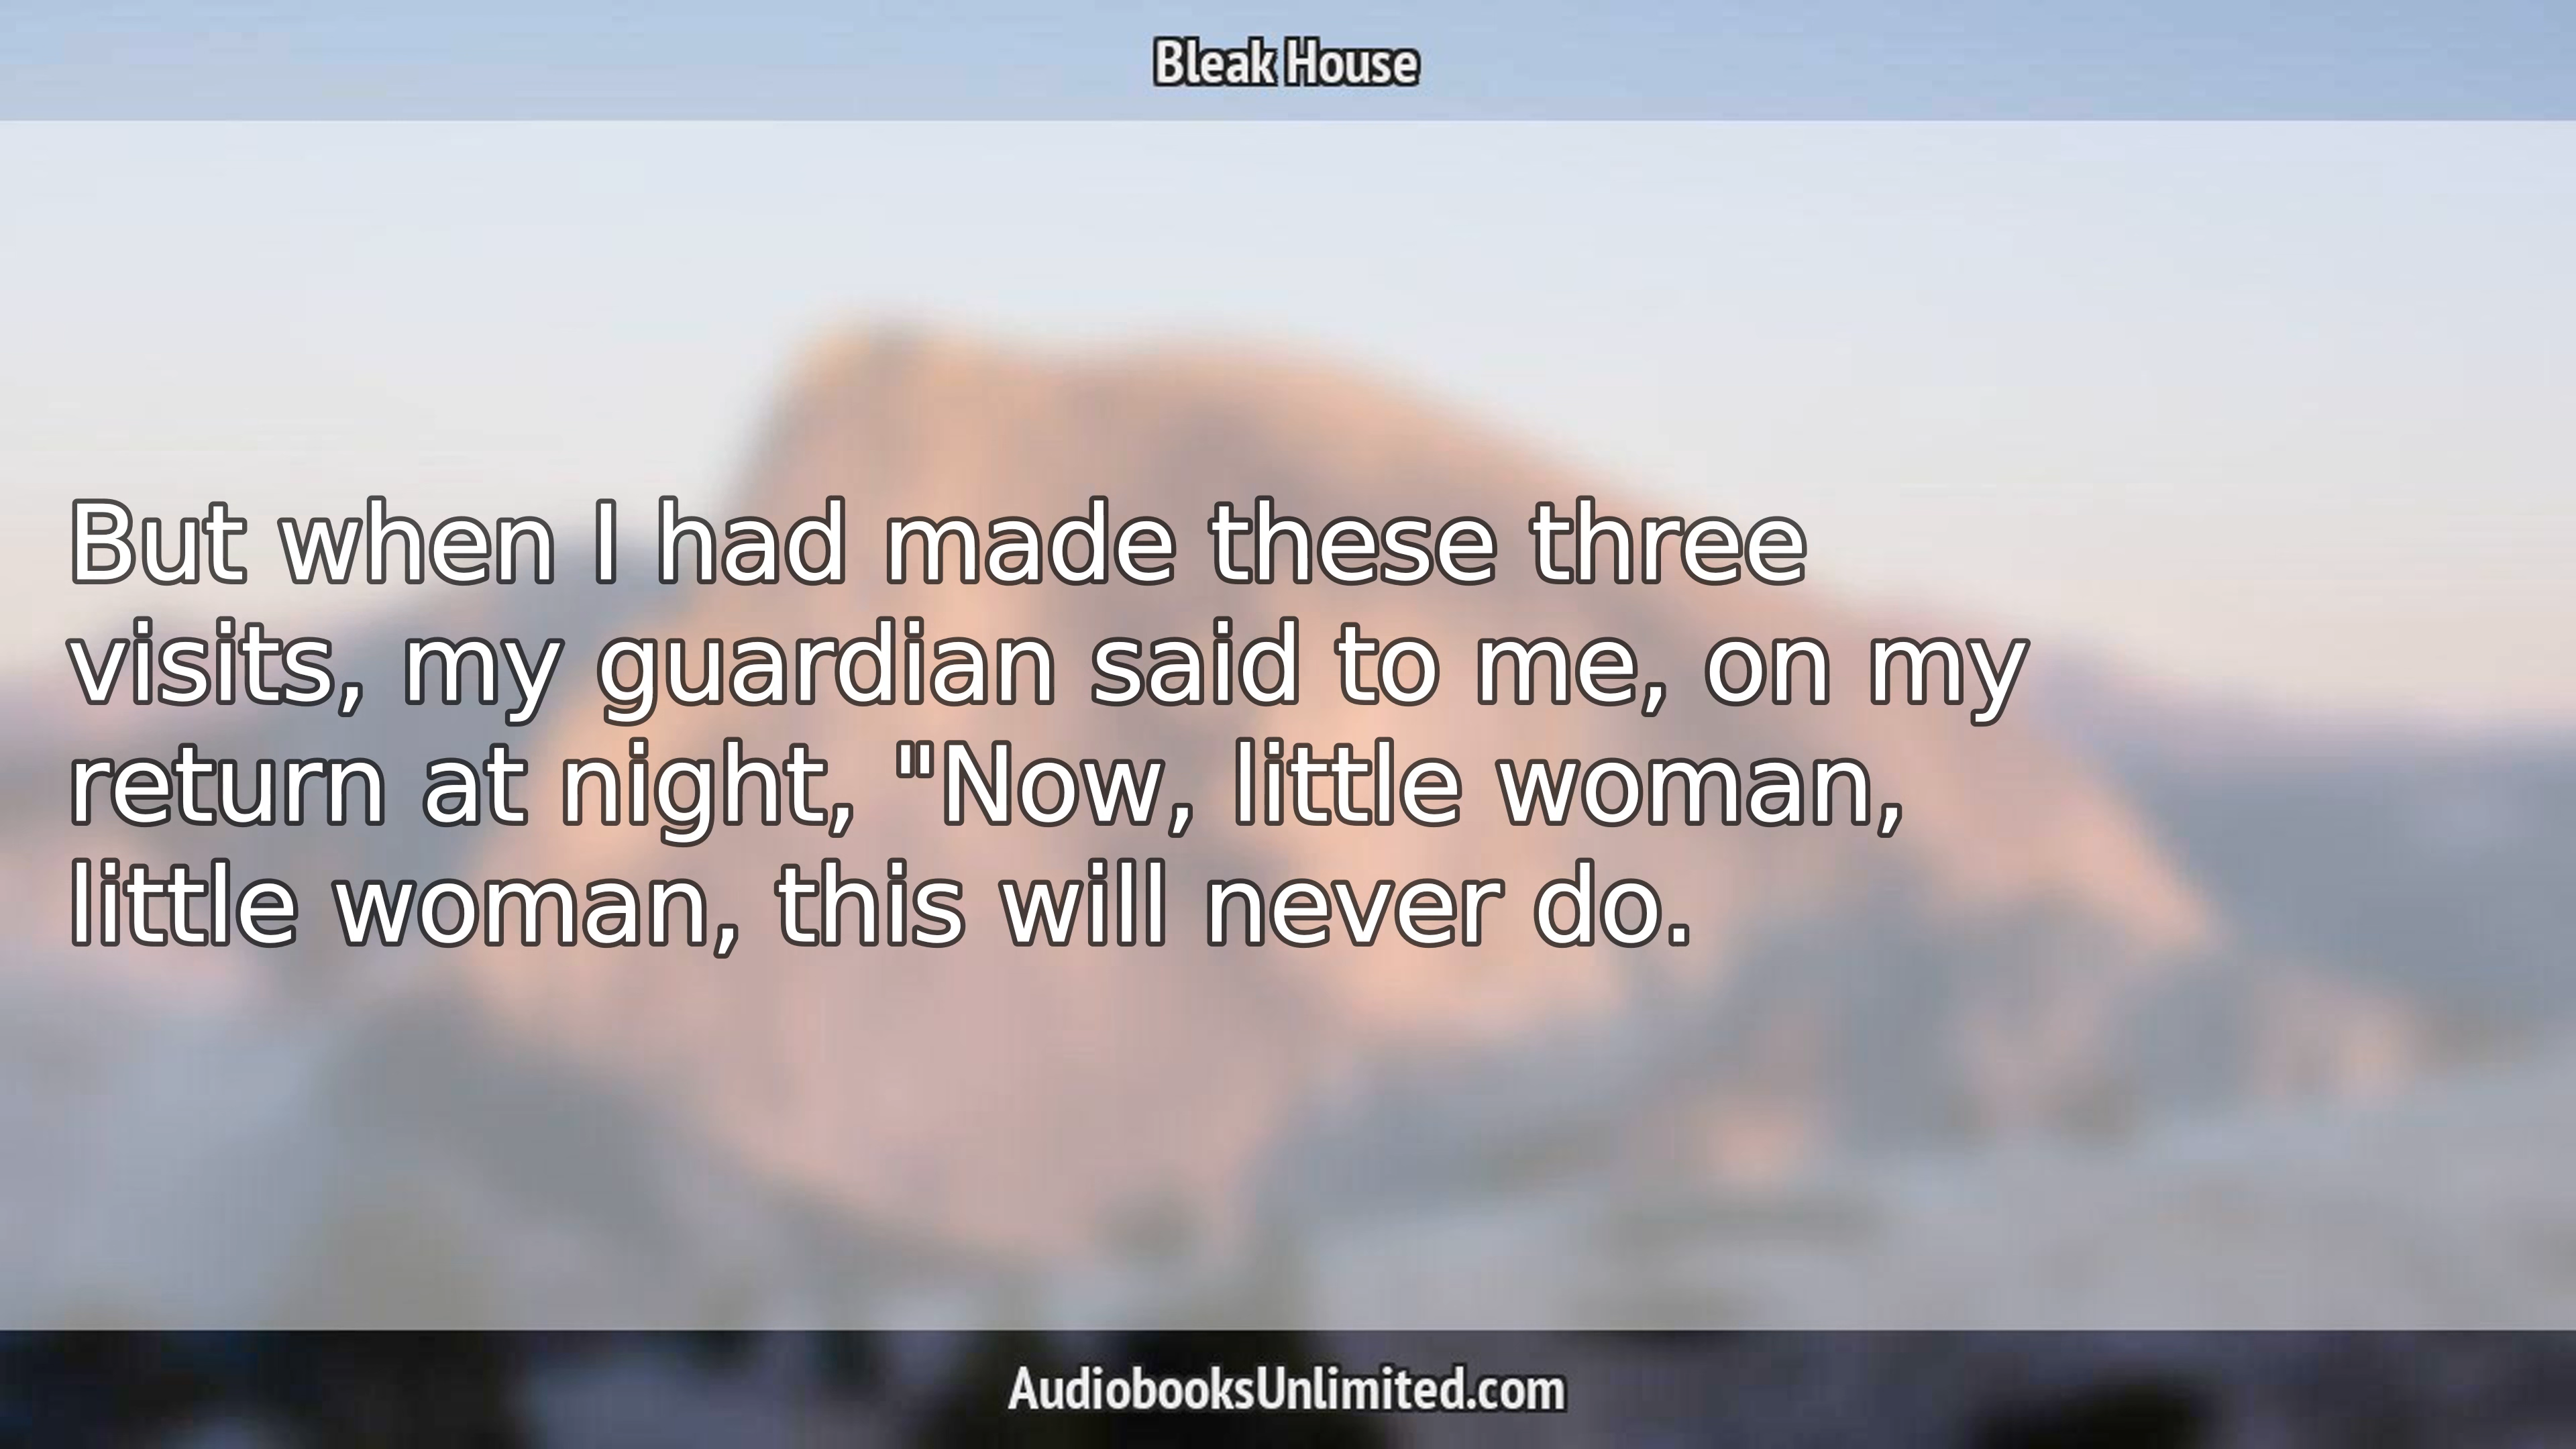 Bleak House
But when I had made these three
visits, my guardian said to me, on my
return at night, "Now, little woman,
little woman, this will never do.
AudiobooksUnlimited.com